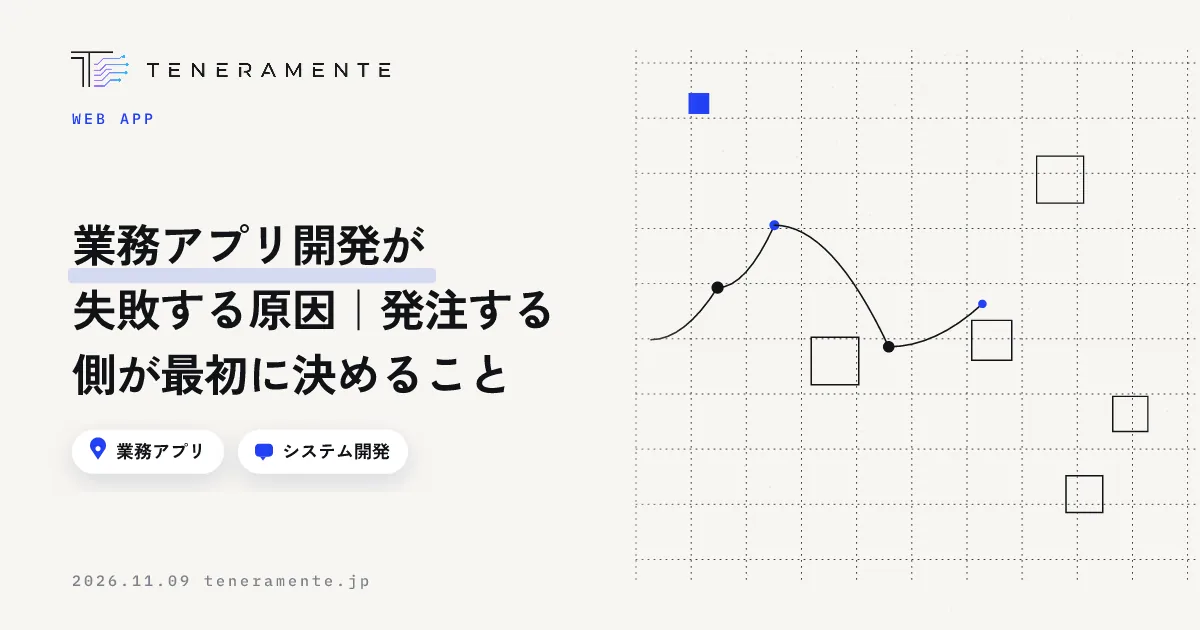 TENERAMENTE
WEB APP
業務アプリ開発が
失敗する原因｜発注する
側が最初に決めること
業務アプリ
システム開発
2026.11.09 teneramente.jp